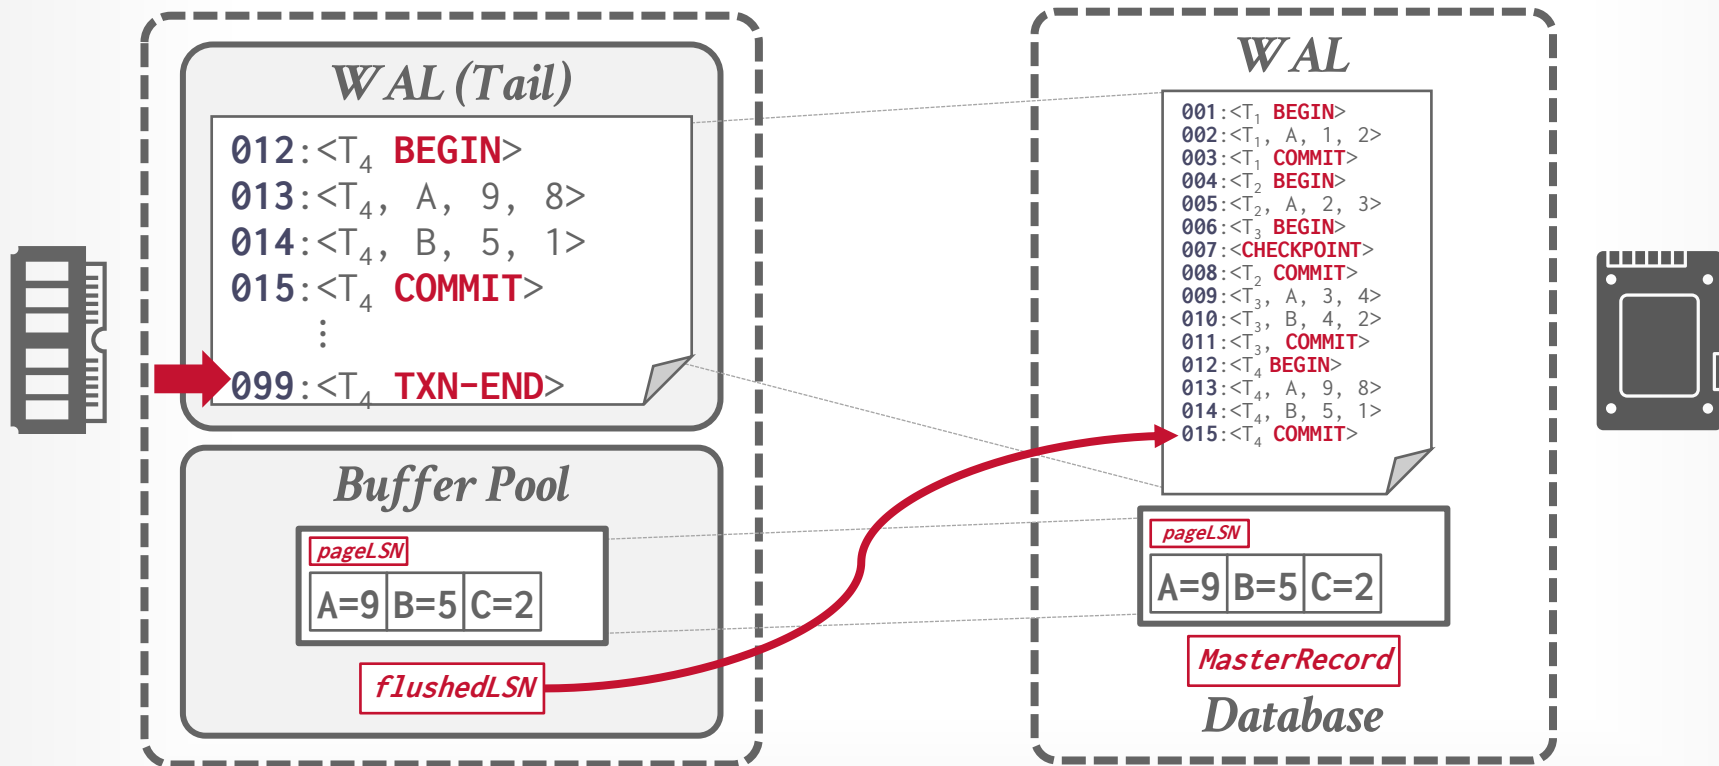 WAL (Tail)
012:<T4 BEGIN>
013:<T4, A, 9, 8>
014:<T4, B, 5, 1>
015:<T4 COMMIT>
⋮
099:<T4 TXN-END>
Buffer Pool
pageLSN
A=9 B=5 C=2
flushedLSN
WAL
001:<T1 BEGIN>
002:<T1, A, 1, 2>
003:<T1 COMMIT>
004:<T2 BEGIN>
005:<T2, A, 2, 3>
006:<T3 BEGIN>
007:<CHECKPOINT>
008:<T2 COMMIT>
009:<T3, A, 3, 4>
010:<T3, B, 4, 2>
011:<T3, COMMIT>
012:<T4 BEGIN>
013:<T4, A, 9, 8>
014:<T4, B, 5, 1>
015:<T4 COMMIT>
pageLSN
A=9 B=5 C=2
MasterRecord
Database